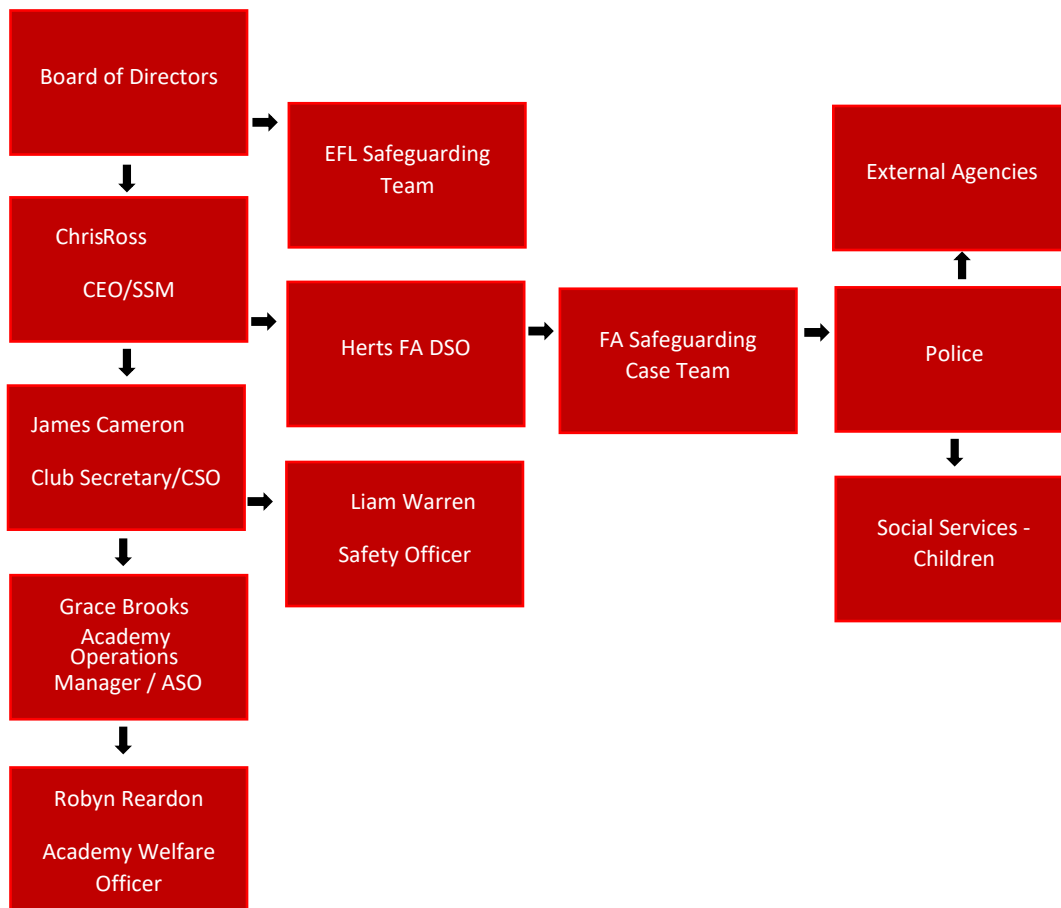 Board of Directors
EFL Safeguarding
Team
External Agencies
ChrisRoss
CEO/SSM
Herts FA DSO
FA Safeguarding
Case Team
Police
James Cameron
Club Secretary/CSO
Liam Warren
Safety Officer
Social Services -
Children
Grace Brooks
Academy
Operations
Manager / ASO
Robyn Reardon
Academy Welfare
Officer